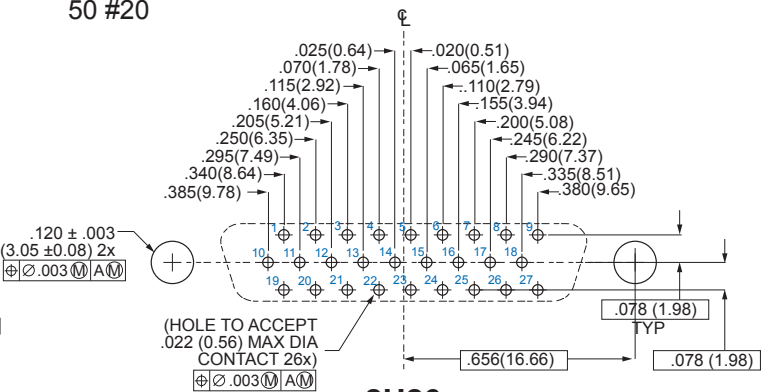 50 #20
℄
.025(0.64) .020(0.51)
.070(1.78) .065(1.65)
.115(2.92) .110(2.79)
.160(4.06) .155(3.94)
.205(5.21) .200(5.08)
.250(6.35) .245(6.22)
.295(7.49) .290(7.37)
.340(8.64) .335(8.51)
.385(9.78) .380(9.65)
.120 ± .003
(3.05 ±0.08) 2x
⌖ ∅.003 Ⓜ A Ⓜ
1 2 3 4 5 6 7 8 9
10 11 12 13 14 15 16 17 18
19 20 21 22 23 24 25 26 27
(HOLE TO ACCEPT
.022 (0.56) MAX DIA
CONTACT 26x)
⌖ ∅.003 Ⓜ A Ⓜ
.078 (1.98)
TYP
.656(16.66)
.078 (1.98)